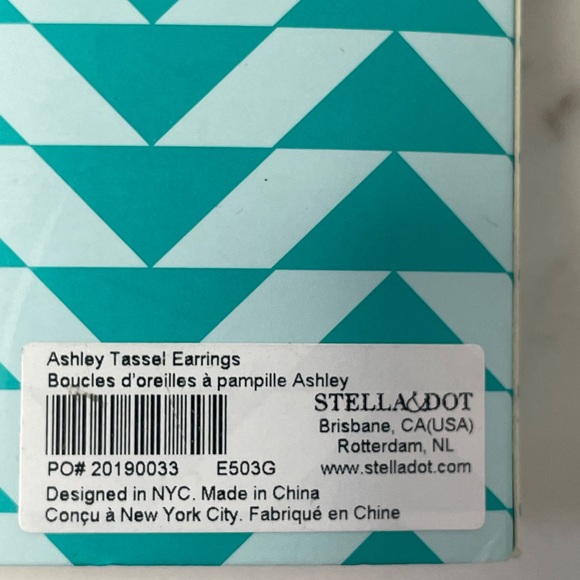 Ashley Tassel Earrings
Boucles d'oreilles à pampille Ashley
STELLA&DOT
Brisbane, CA(USA)
Rotterdam, NL
PO# 20190033 E503G www.stelladot.com
Designed in NYC. Made in China
Conçu à New York City. Fabriqué en Chine